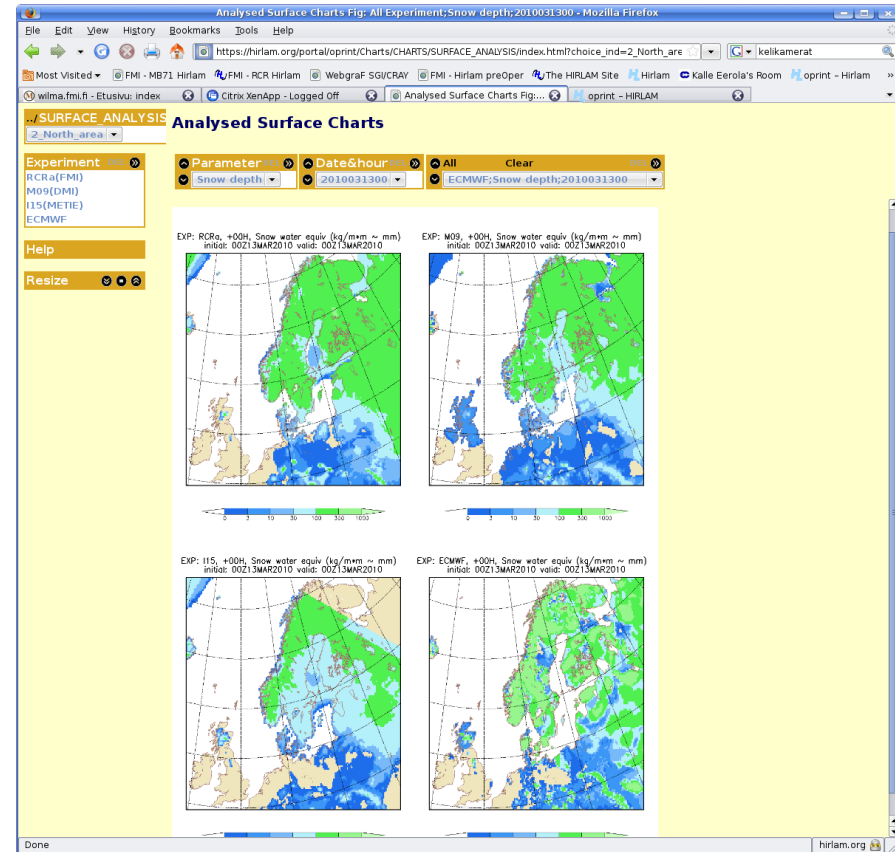 Analysed Surface Charts Fig: All Experiment;Snow depth;2010031300 - Mozilla Firefox
File Edit View History Bookmarks Tools Help
https://hirlam.org/portal/oprint/Charts/CHARTS/SURFACE_ANALYSIS/index.html?choice_ind=2_North_are kelikamerat
Most Visited FMI - MB71 Hirlam FMI - RCR Hirlam WebgraF SGI/CRAY FMI - Hirlam preOper The HIRLAM Site Hirlam Kalle Eerola's Room oprint - Hirlam »
wilma.fmi.fi - Etusivu: index Citrix XenApp - Logged Off Analysed Surface Charts Fig:... oprint - HIRLAM
../SURFACE_ANALYSIS
2_North_area
Analysed Surface Charts
Experiment
RCRa(FMI)
M09(DMI)
I15(METIE)
ECMWF
Help
Resize
Parameter Date&hour All Clear
Snow depth 2010031300 ECMWF;Snow depth;2010031300
EXP: RCRa, +00H, Snow water equiv (kg/m*m ~ mm)
initial: 00Z13MAR2010 valid: 00Z13MAR2010
EXP: M09, +00H, Snow water equiv (kg/m*m ~ mm)
initial: 00Z13MAR2010 valid: 00Z13MAR2010
0 3 10 30 100 300 1000
0 3 10 30 100 300 1000
EXP: I15, +00H, Snow water equiv (kg/m*m ~ mm)
initial: 00Z13MAR2010 valid: 00Z13MAR2010
EXP: ECMWF, +00H, Snow water equiv (kg/m*m ~ mm)
initial: 00Z13MAR2010 valid: 00Z13MAR2010
Done hirlam.org